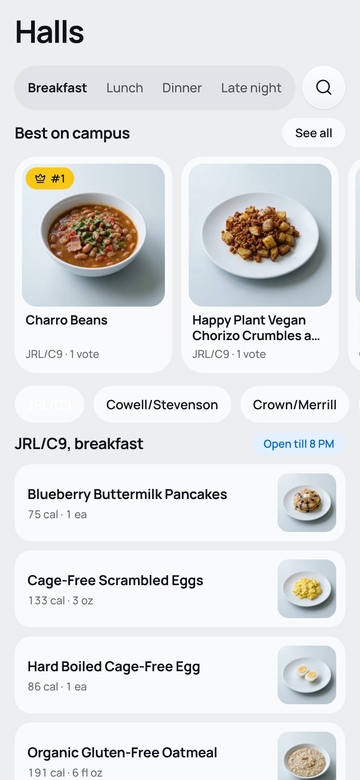 Halls
Breakfast
Lunch
Dinner
Late night
Best on campus
See all
#1
Charro Beans
JRL/C9 · 1 vote
Happy Plant Vegan
Chorizo Crumbles a…
JRL/C9 · 1 vote
JRL/C9
Cowell/Stevenson
Crown/Merrill
JRL/C9, breakfast
Open till 8 PM
Blueberry Buttermilk Pancakes
75 cal · 1 ea
Cage-Free Scrambled Eggs
133 cal · 3 oz
Hard Boiled Cage-Free Egg
86 cal · 1 ea
Organic Gluten-Free Oatmeal
191 cal · 6 fl oz